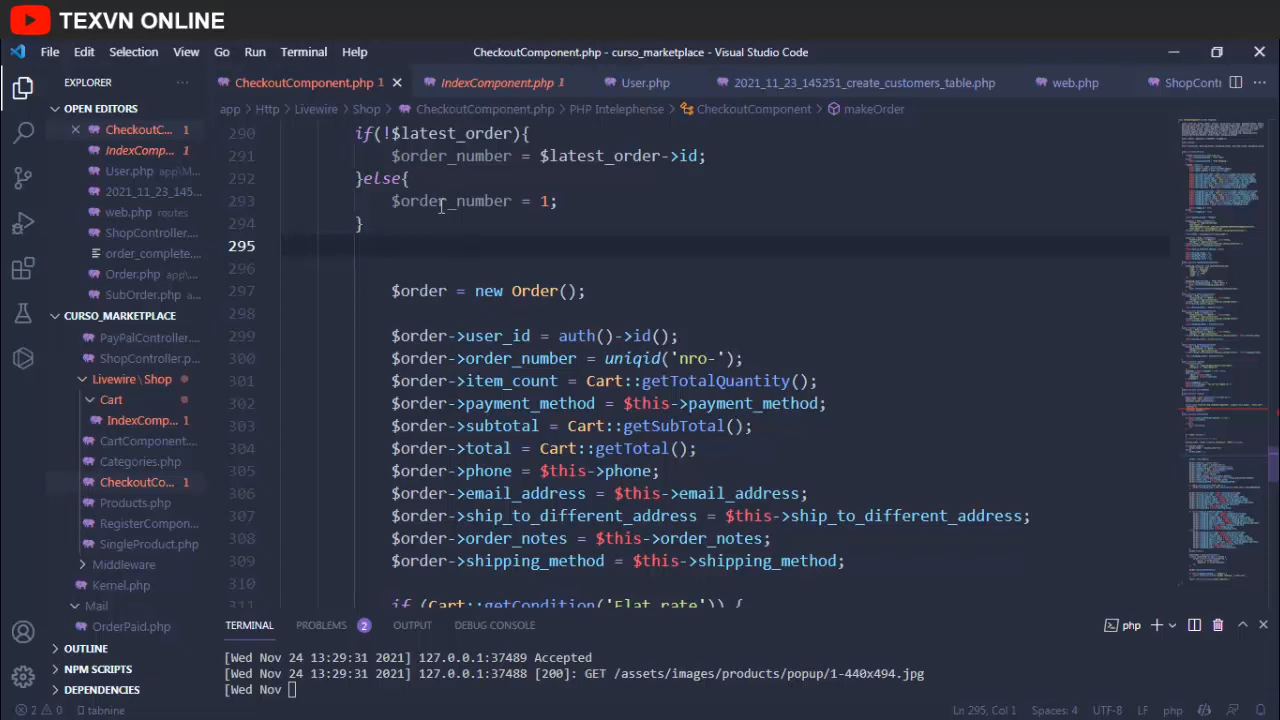 TEXVN ONLINE
File Edit Selection View Go Run Terminal Help
CheckoutComponent.php - curso_marketplace - Visual Studio Code
EXPLORER ···
CheckoutComponent.php 1 IndexComponent.php 1 User.php 2021_11_23_145251_create_customers_table.php web.php ShopContr
OPEN EDITORS
CheckoutC... 1
IndexComp... 1
User.php app\M...
2021_11_23_145...
web.php routes
ShopController...
order_complete...
Order.php app\...
SubOrder.php a...
CURSO_MARKETPLACE
PayPalController...
ShopController.p...
Livewire \ Shop
Cart
IndexComp... 1
CartComponent....
Categories.php
CheckoutCo... 1
Products.php
RegisterCompon...
SingleProduct.php
Middleware
Kernel.php
Mail
OrderPaid.php
OUTLINE
NPM SCRIPTS
DEPENDENCIES
app > Http > Livewire > Shop > CheckoutComponent.php > PHP Intelephense > CheckoutComponent > makeOrder
290 if(!$latest_order){
291 $order_number = $latest_order->id;
292 }else{
293 $order_number = 1;
294 }
295
296
297 $order = new Order();
298
299 $order->user_id = auth()->id();
300 $order->order_number = uniqid('nro-');
301 $order->item_count = Cart::getTotalQuantity();
302 $order->payment_method = $this->payment_method;
303 $order->subtotal = Cart::getSubTotal();
304 $order->total = Cart::getTotal();
305 $order->phone = $this->phone;
306 $order->email_address = $this->email_address;
307 $order->ship_to_different_address = $this->ship_to_different_address;
308 $order->order_notes = $this->order_notes;
309 $order->shipping_method = $this->shipping_method;
310
311 if (Cart::getCondition('Flat rate')) {
TERMINAL PROBLEMS 2 OUTPUT DEBUG CONSOLE php
[Wed Nov 24 13:29:31 2021] 127.0.0.1:37489 Accepted
[Wed Nov 24 13:29:31 2021] 127.0.0.1:37488 [200]: GET /assets/images/products/popup/1-440x494.jpg
[Wed Nov
2 0 tabnine Ln 295, Col 1 Spaces: 4 UTF-8 LF php